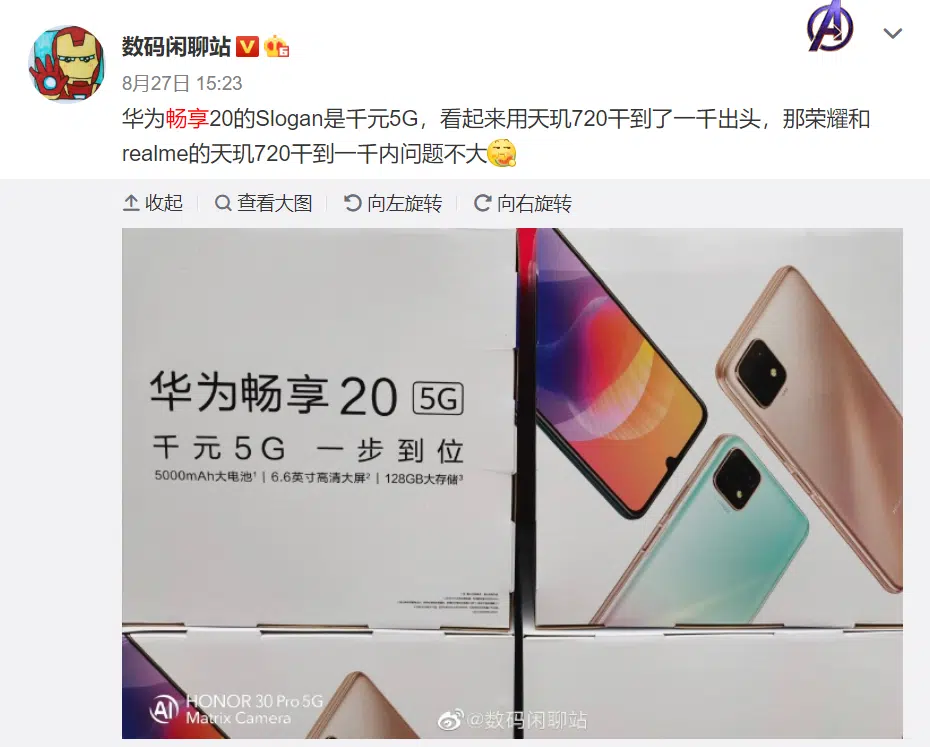 数码闲聊站
8月27日 15:23
华为畅享20的Slogan是千元5G，看起来用天玑720干到了一千出头，那荣耀和
realme的天玑720干到一千内问题不大
收起 查看大图 向左旋转 向右旋转
华为畅享20 5G
千元5G 一步到位
5000mAh大电池¹ | 6.6英寸高清大屏² | 128GB大存储³
AI HONOR 30 Pro 5G
Matrix Camera
@数码闲聊站